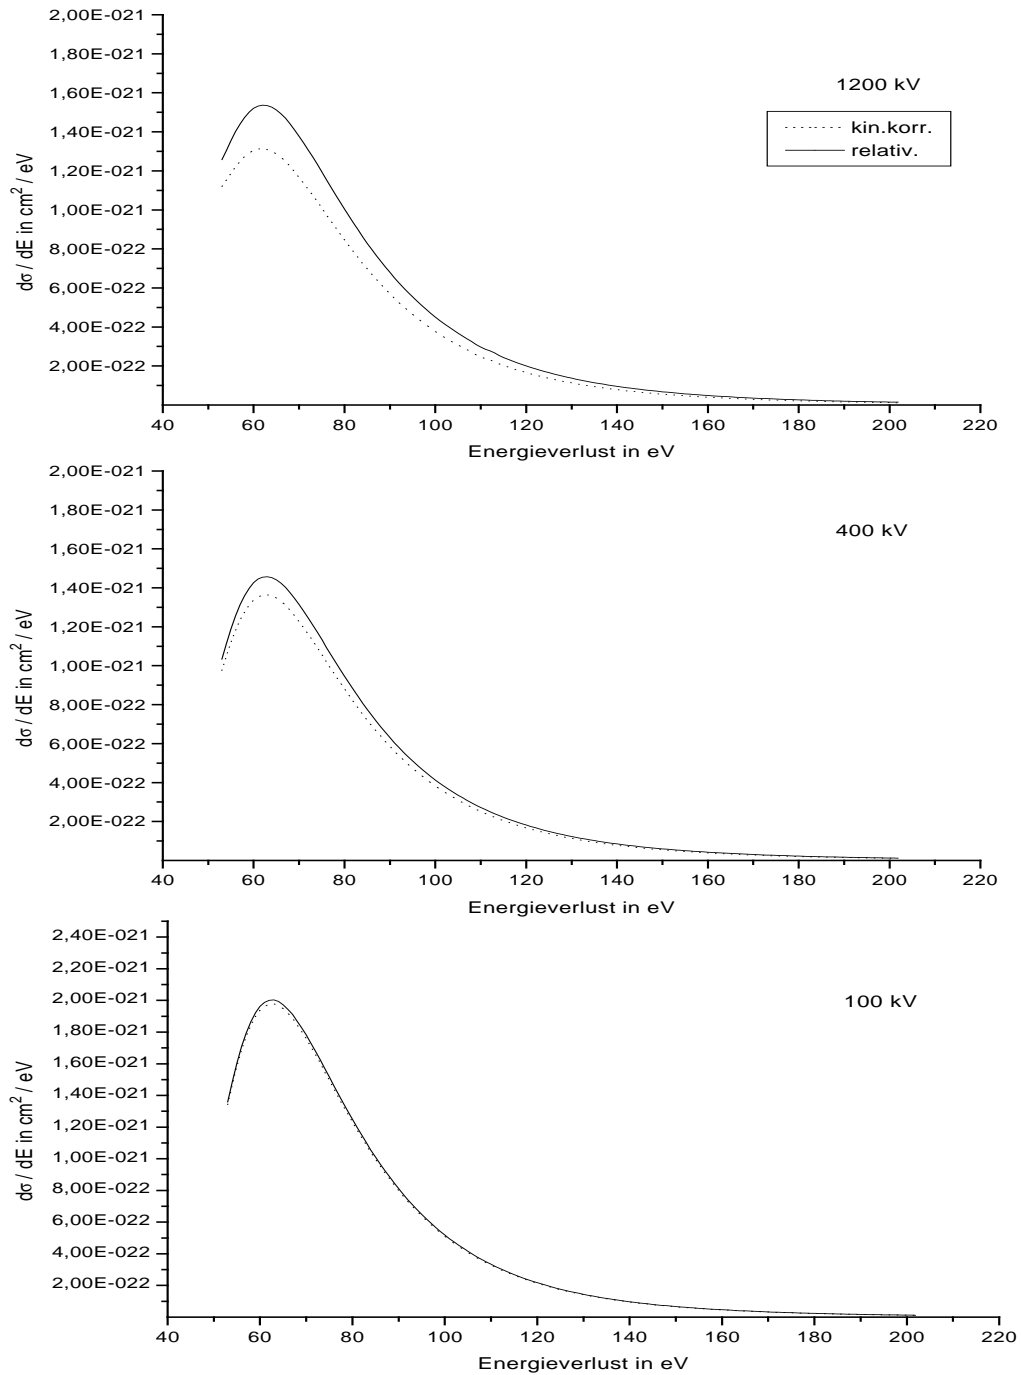 2,00E-021
1,80E-021
1,60E-021
1,40E-021
1,20E-021
1,00E-021
8,00E-022
6,00E-022
4,00E-022
2,00E-022
dσ / dE in cm² / eV
1200 kV
kin.korr.
relativ.
40 60 80 100 120 140 160 180 200 220
Energieverlust in eV
2,00E-021
1,80E-021
1,60E-021
1,40E-021
1,20E-021
1,00E-021
8,00E-022
6,00E-022
4,00E-022
2,00E-022
dσ / dE in cm² / eV
400 kV
40 60 80 100 120 140 160 180 200 220
Energieverlust in eV
2,40E-021
2,20E-021
2,00E-021
1,80E-021
1,60E-021
1,40E-021
1,20E-021
1,00E-021
8,00E-022
6,00E-022
4,00E-022
2,00E-022
dσ / dE in cm² / eV
100 kV
40 60 80 100 120 140 160 180 200 220
Energieverlust in eV